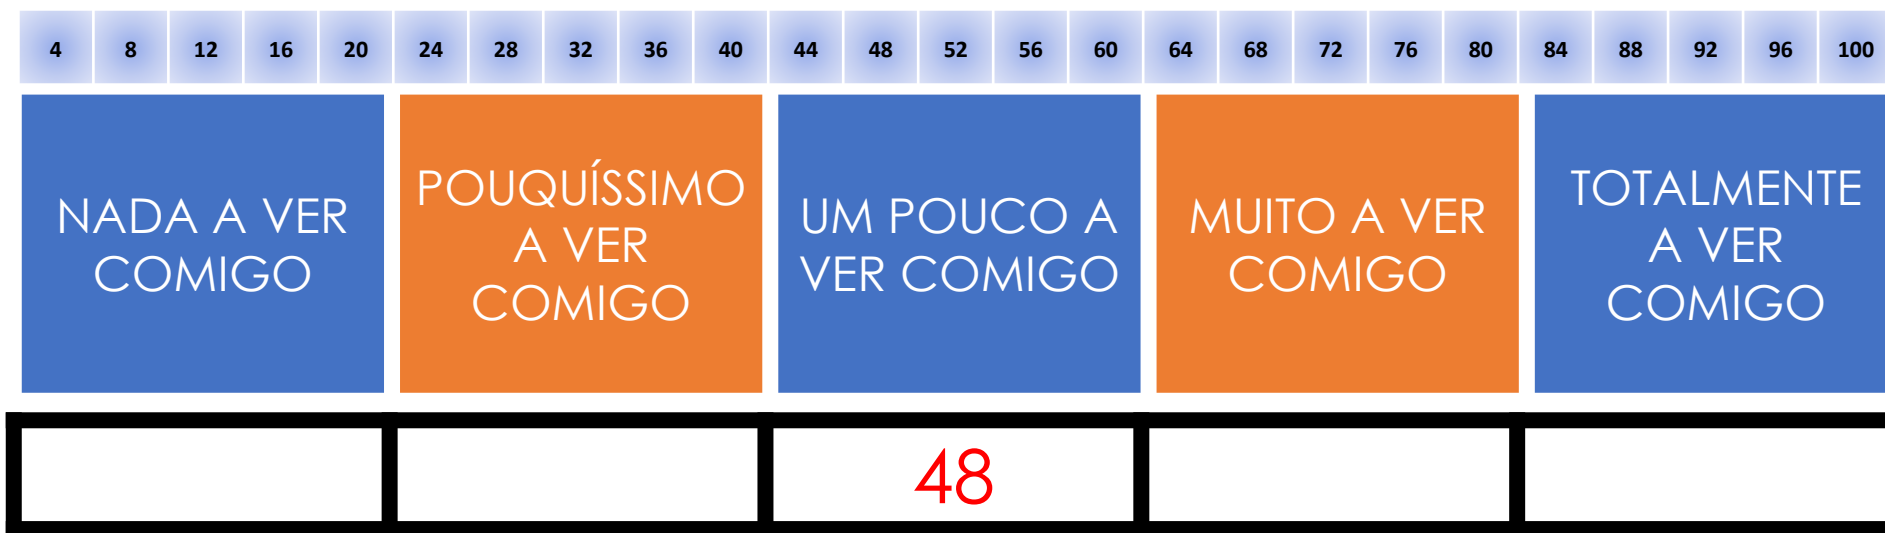 4 8 12 16 20 24 28 32 36 40 44 48 52 56 60 64 68 72 76 80 84 88 92 96 100
NADA A VER
COMIGO
POUQUÍSSIMO
A VER
COMIGO
UM POUCO A
VER COMIGO
MUITO A VER
COMIGO
TOTALMENTE
A VER
COMIGO
48